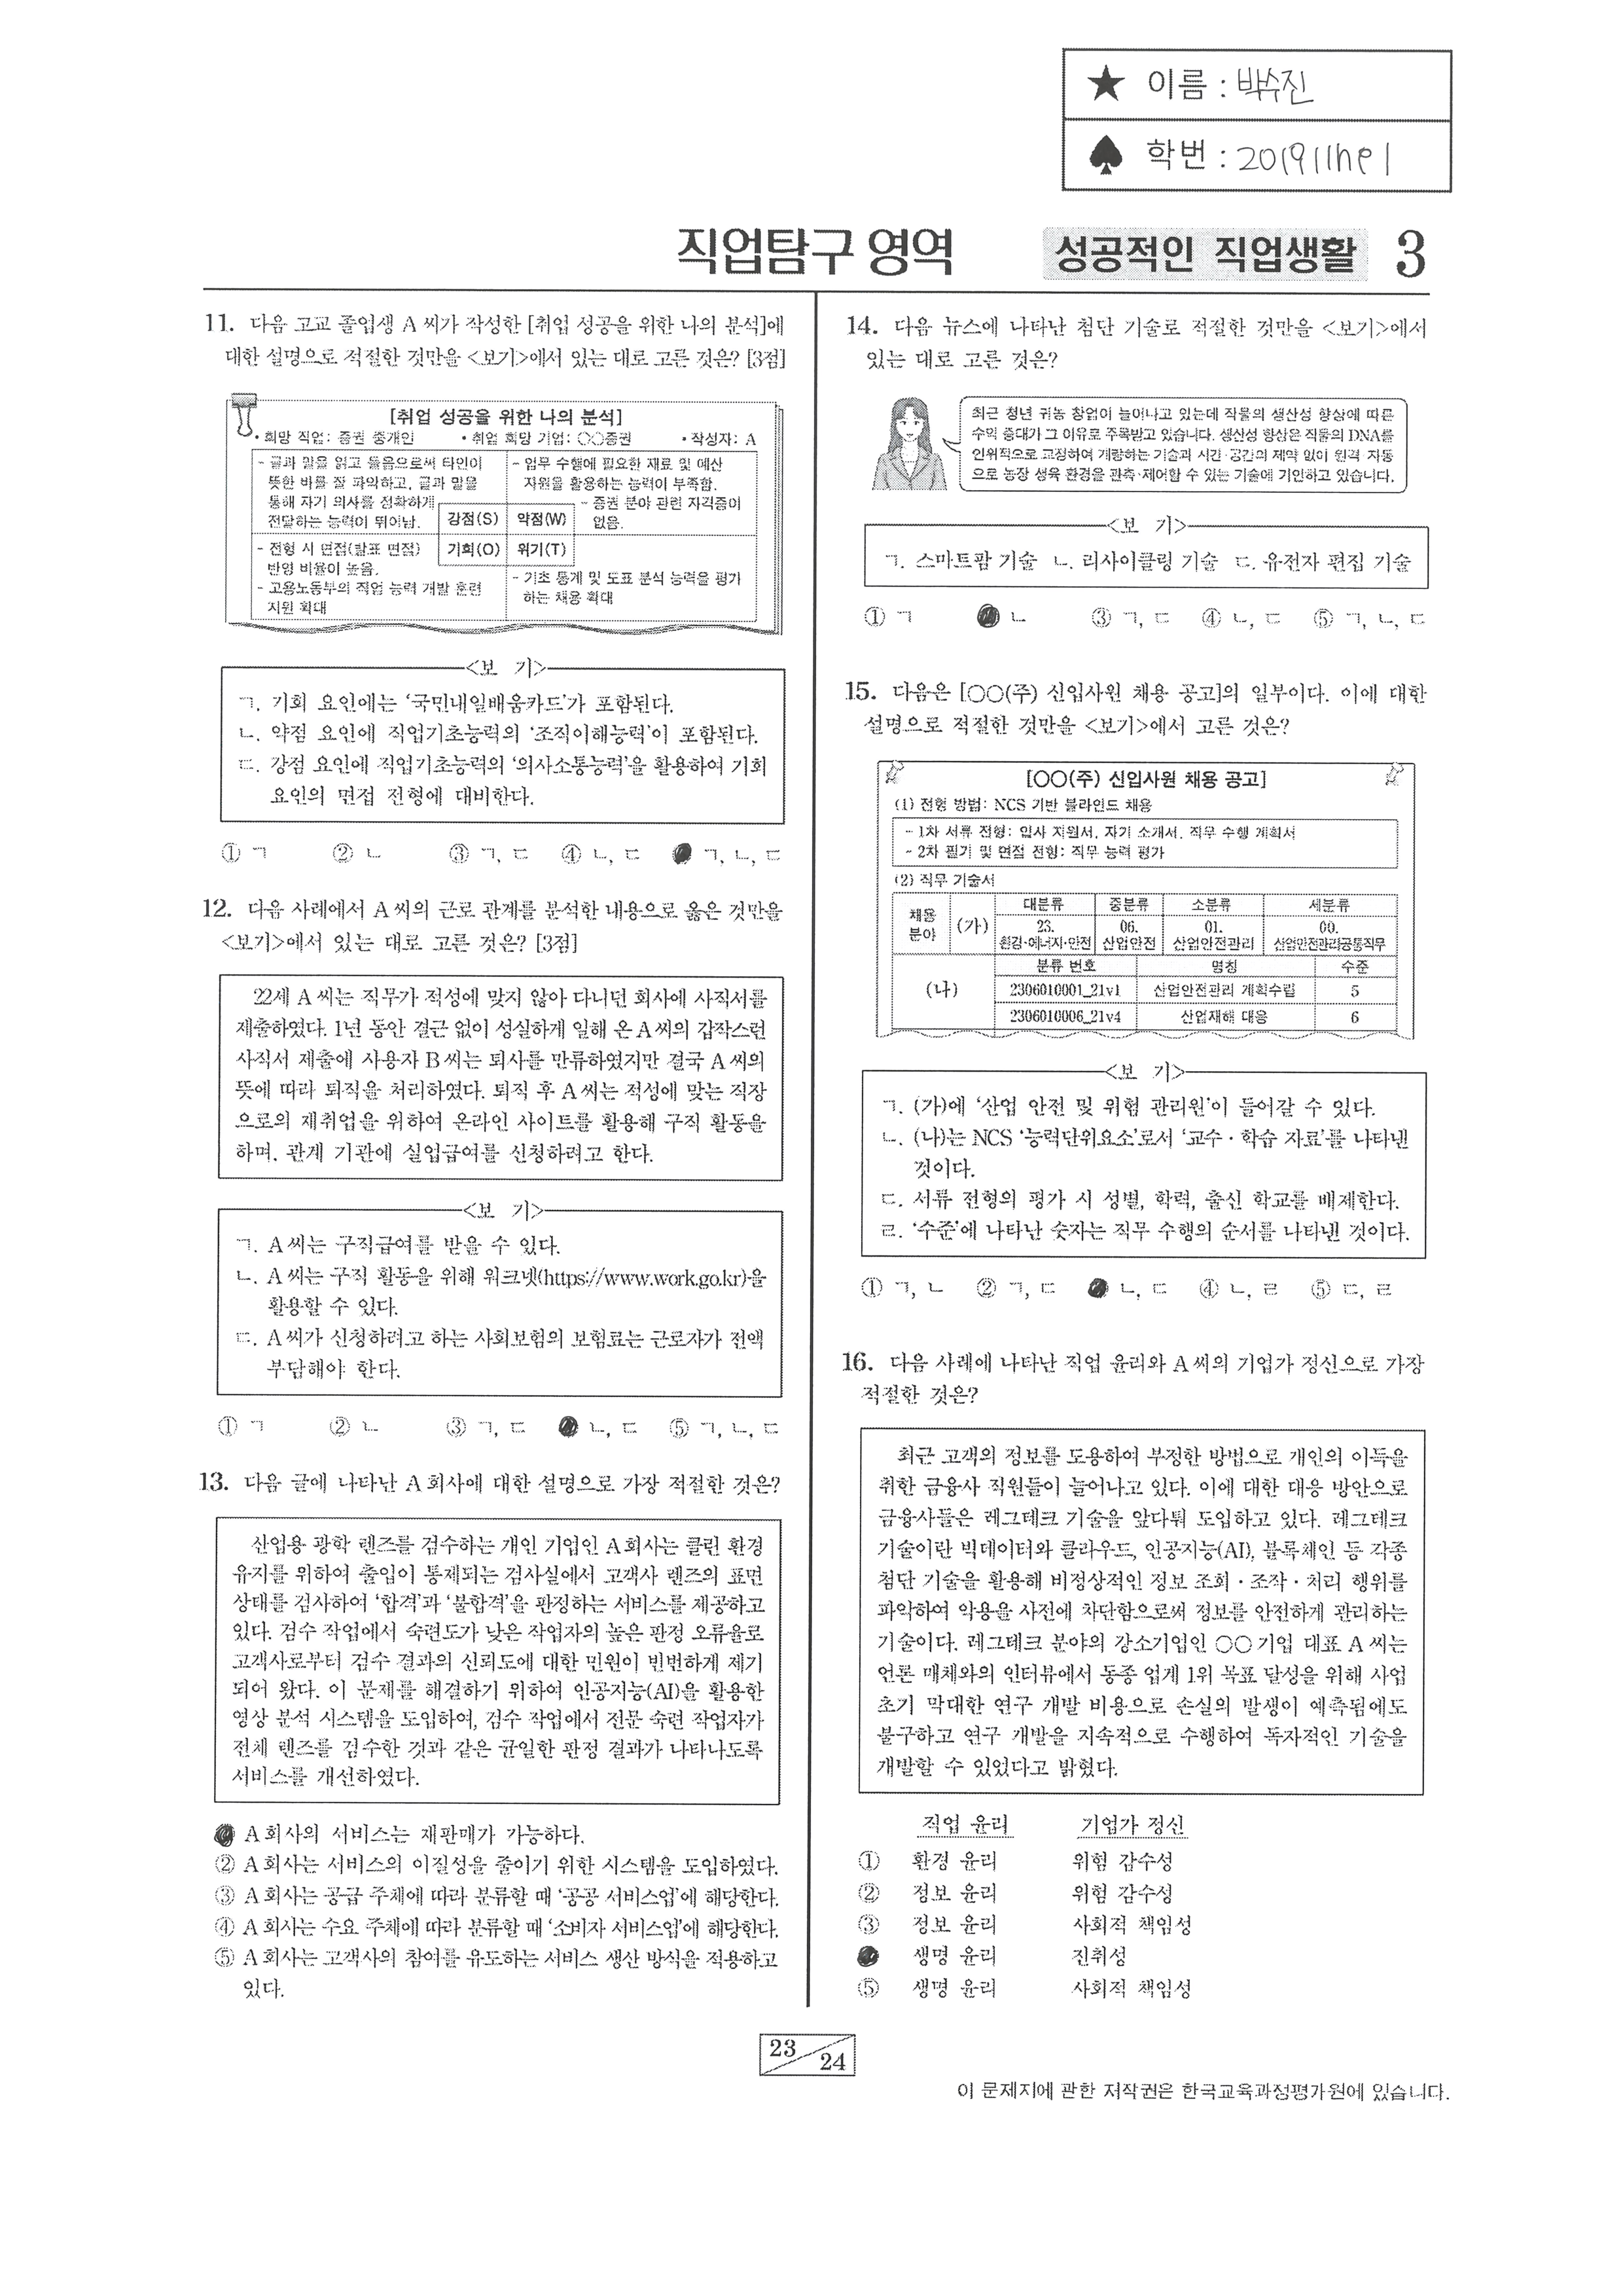 ★ 이름 : 박수진
♠ 학번 :
직업탐구 영역
성공적인 직업생활 3
11. 다음 고교 졸업생 A 씨가 작성한 [취업 성공을 위한 나의 분석]에
대한 설명으로 적절한 것만을 <보기>에서 있는 대로 고른 것은? [3점]
[취업 성공을 위한 나의 분석]
• 희망 직업: 증권 중개인 • 취업 희망 기업: ○○증권 • 작성자: A
- 글과 말을 읽고 들음으로써 타인이
뜻한 바를 잘 파악하고, 글과 말을
통해 자기 의사를 정확하게
전달하는 능력이 뛰어남.
- 업무 수행에 필요한 재료 및 예산
자원을 활용하는 능력이 부족함.
- 증권 분야 관련 자격증이
없음.
강점(S) 약점(W)
기회(O) 위기(T)
- 전형 시 면접(발표 면접)
반영 비율이 높음.
- 고용노동부의 직업 능력 개발 훈련
지원 확대
- 기초 통계 및 도표 분석 능력을 평가
하는 채용 확대
<보 기>
ㄱ. 기회 요인에는 ‘국민내일배움카드’가 포함된다.
ㄴ. 약점 요인에 직업기초능력의 ‘조직이해능력’이 포함된다.
ㄷ. 강점 요인에 직업기초능력의 ‘의사소통능력’을 활용하여 기회
요인의 면접 전형에 대비한다.
① ㄱ ② ㄴ ③ ㄱ, ㄷ ④ ㄴ, ㄷ ● ㄱ, ㄴ, ㄷ
12. 다음 사례에서 A 씨의 근로 관계를 분석한 내용으로 옳은 것만을
<보기>에서 있는 대로 고른 것은? [3점]
22세 A 씨는 직무가 적성에 맞지 않아 다니던 회사에 사직서를
제출하였다. 1년 동안 결근 없이 성실하게 일해 온 A 씨의 갑작스런
사직서 제출에 사용자 B 씨는 퇴사를 만류하였지만 결국 A 씨의
뜻에 따라 퇴직을 처리하였다. 퇴직 후 A 씨는 적성에 맞는 직장
으로의 재취업을 위하여 온라인 사이트를 활용해 구직 활동을
하며, 관계 기관에 실업급여를 신청하려고 한다.
<보 기>
ㄱ. A 씨는 구직급여를 받을 수 있다.
ㄴ. A 씨는 구직 활동을 위해 워크넷(https://www.work.go.kr)을
활용할 수 있다.
ㄷ. A 씨가 신청하려고 하는 사회보험의 보험료는 근로자가 전액
부담해야 한다.
① ㄱ ② ㄴ ③ ㄱ, ㄷ ● ㄴ, ㄷ ⑤ ㄱ, ㄴ, ㄷ
13. 다음 글에 나타난 A 회사에 대한 설명으로 가장 적절한 것은?
산업용 광학 렌즈를 검수하는 개인 기업인 A 회사는 클린 환경
유지를 위하여 출입이 통제되는 검사실에서 고객사 렌즈의 표면
상태를 검사하여 ‘합격’과 ‘불합격’을 판정하는 서비스를 제공하고
있다. 검수 작업에서 숙련도가 낮은 작업자의 높은 판정 오류율로
고객사로부터 검수 결과의 신뢰도에 대한 민원이 빈번하게 제기
되어 왔다. 이 문제를 해결하기 위하여 인공지능(AI)을 활용한
영상 분석 시스템을 도입하여, 검수 작업에서 전문 숙련 작업자가
전체 렌즈를 검수한 것과 같은 균일한 판정 결과가 나타나도록
서비스를 개선하였다.
● A 회사의 서비스는 재판매가 가능하다.
② A 회사는 서비스의 이질성을 줄이기 위한 시스템을 도입하였다.
③ A 회사는 공급 주체에 따라 분류할 때 ‘공공 서비스업’에 해당한다.
④ A 회사는 수요 주체에 따라 분류할 때 ‘소비자 서비스업’에 해당한다.
⑤ A 회사는 고객사의 참여를 유도하는 서비스 생산 방식을 적용하고
있다.
14. 다음 뉴스에 나타난 첨단 기술로 적절한 것만을 <보기>에서
있는 대로 고른 것은?
최근 청년 귀농 창업이 늘어나고 있는데 작물의 생산성 향상에 따른
수익 증대가 그 이유로 주목받고 있습니다. 생산성 향상은 작물의 DNA를
인위적으로 교정하여 개량하는 기술과 시간·공간의 제약 없이 원격 자동
으로 농장 생육 환경을 관측·제어할 수 있는 기술에 기인하고 있습니다.
<보 기>
ㄱ. 스마트팜 기술 ㄴ. 리사이클링 기술 ㄷ. 유전자 편집 기술
① ㄱ ● ㄴ ③ ㄱ, ㄷ ④ ㄴ, ㄷ ⑤ ㄱ, ㄴ, ㄷ
15. 다음은 [○○(주) 신입사원 채용 공고]의 일부이다. 이에 대한
설명으로 적절한 것만을 <보기>에서 고른 것은?
[○○(주) 신입사원 채용 공고]
(1) 전형 방법: NCS 기반 블라인드 채용
- 1차 서류 전형: 입사 지원서, 자기 소개서, 직무 수행 계획서
- 2차 필기 및 면접 전형: 직무 능력 평가
(2) 직무 기술서
채용 분야 (가) 대분류 중분류 소분류 세분류
23. 환경·에너지·안전 06. 산업안전 01. 산업안전관리 00. 산업안전관리공통직무
(나) 분류 번호 명칭 수준
2306010001_21v1 산업안전관리 계획수립 5
2306010006_21v4 산업재해 대응 6
<보 기>
ㄱ. (가)에 ‘산업 안전 및 위험 관리원’이 들어갈 수 있다.
ㄴ. (나)는 NCS ‘능력단위요소’로서 ‘교수 · 학습 자료’를 나타낸
것이다.
ㄷ. 서류 전형의 평가 시 성별, 학력, 출신 학교를 배제한다.
ㄹ. ‘수준’에 나타난 숫자는 직무 수행의 순서를 나타낸 것이다.
① ㄱ, ㄴ ② ㄱ, ㄷ ● ㄴ, ㄷ ④ ㄴ, ㄹ ⑤ ㄷ, ㄹ
16. 다음 사례에 나타난 직업 윤리와 A 씨의 기업가 정신으로 가장
적절한 것은?
최근 고객의 정보를 도용하여 부정한 방법으로 개인의 이득을
취한 금융사 직원들이 늘어나고 있다. 이에 대한 대응 방안으로
금융사들은 레그테크 기술을 앞다퉈 도입하고 있다. 레그테크
기술이란 빅데이터와 클라우드, 인공지능(AI), 블록체인 등 각종
첨단 기술을 활용해 비정상적인 정보 조회 · 조작 · 처리 행위를
파악하여 악용을 사전에 차단함으로써 정보를 안전하게 관리하는
기술이다. 레그테크 분야의 강소기업인 ○○기업 대표 A 씨는
언론 매체와의 인터뷰에서 동종 업계 1위 목표 달성을 위해 사업
초기 막대한 연구 개발 비용으로 손실의 발생이 예측됨에도
불구하고 연구 개발을 지속적으로 수행하여 독자적인 기술을
개발할 수 있었다고 밝혔다.
직업 윤리 기업가 정신
① 환경 윤리 위험 감수성
② 정보 윤리 위험 감수성
③ 정보 윤리 사회적 책임성
● 생명 윤리 진취성
⑤ 생명 윤리 사회적 책임성
23/24
이 문제지에 관한 저작권은 한국교육과정평가원에 있습니다.